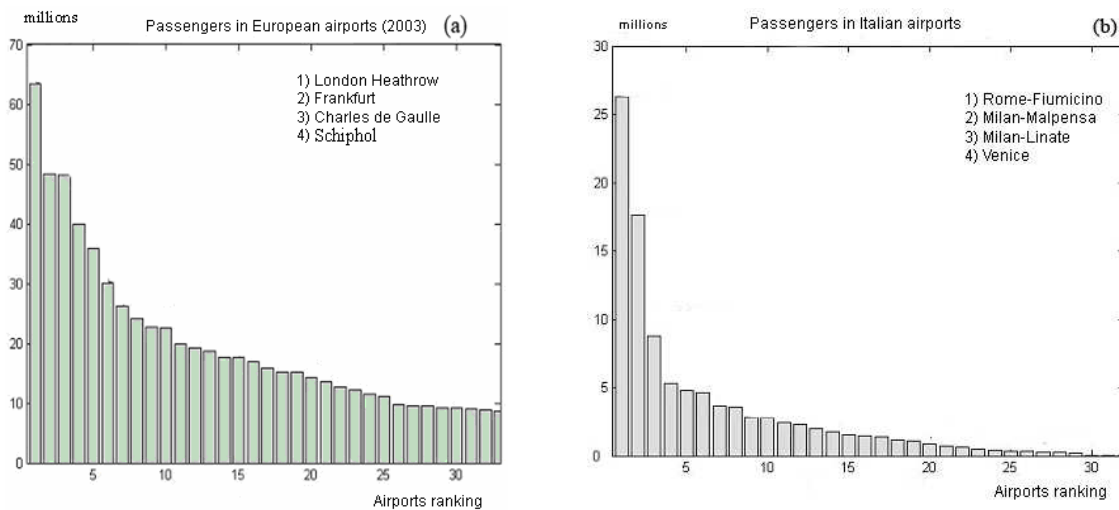 millions
Passengers in European airports (2003) (a)
70
60
50
40
30
20
10
0
1) London Heathrow
2) Frankfurt
3) Charles de Gaulle
4) Schiphol
5 10 15 20 25 30
Airports ranking
millions
Passengers in Italian airports (b)
30
25
20
15
10
5
0
1) Rome-Fiumicino
2) Milan-Malpensa
3) Milan-Linate
4) Venice
5 10 15 20 25 30
Airports ranking